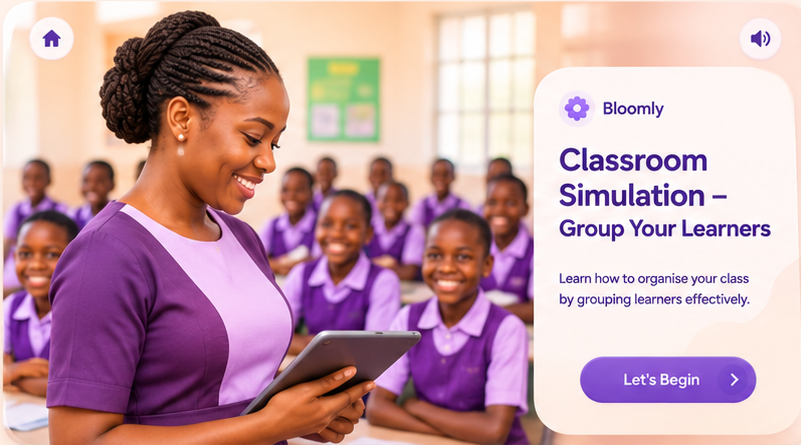 Bloomly
Classroom
Simulation –
Group Your Learners
Learn how to organise your class
by grouping learners effectively.
Let's Begin